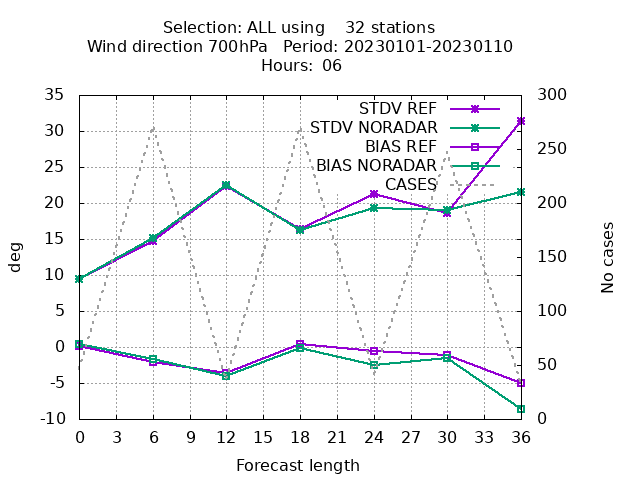 Selection: ALL using    32 stations
Wind direction 700hPa   Period: 20230101-20230110
Hours: 06
35
30
25
20
15
10
5
0
-5
-10
300
250
200
150
100
50
0
STDV REF
STDV NORADAR
BIAS REF
BIAS NORADAR
CASES
deg
No cases
0 3 6 9 12 15 18 21 24 27 30 33 36
Forecast length